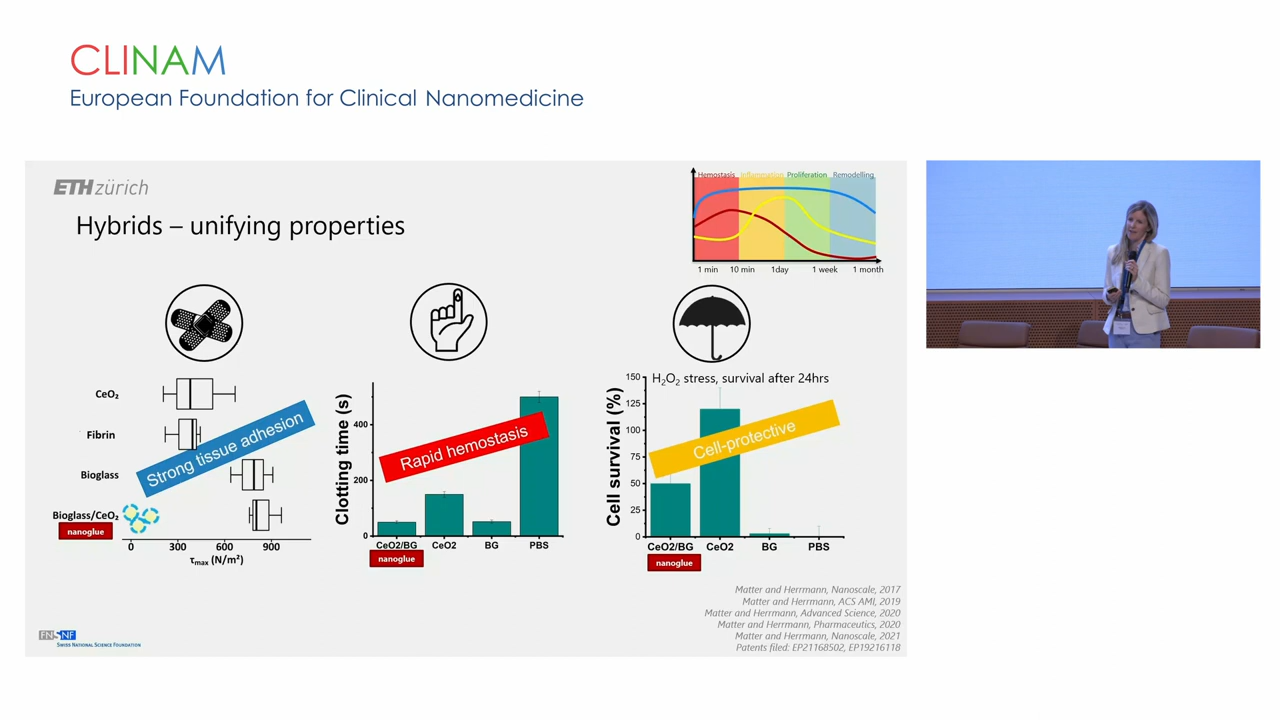 CLINAM
European Foundation for Clinical Nanomedicine
ETH zürich
Hybrids – unifying properties
Hemostasis Inflammation Proliferation Remodelling
1 min 10 min 1day 1 week 1 month
CeO₂
Fibrin
Bioglass
Bioglass/CeO₂
nanoglue
0 300 600 900
τmax (N/m²)
Strong tissue adhesion
Clotting time (s)
400
200
0
Rapid hemostasis
CeO2/BG CeO2 BG PBS
nanoglue
H₂O₂ stress, survival after 24hrs
Cell survival (%)
150
125
100
75
50
25
0
Cell-protective
CeO2/BG CeO2 BG PBS
nanoglue
Matter and Herrmann, Nanoscale, 2017
Matter and Herrmann, ACS AMI, 2019
Matter and Herrmann, Advanced Science, 2020
Matter and Herrmann, Pharmaceutics, 2020
Matter and Herrmann, Nanoscale, 2021
Patents filed: EP21168502, EP19216118
FNSNF
SWISS NATIONAL SCIENCE FOUNDATION